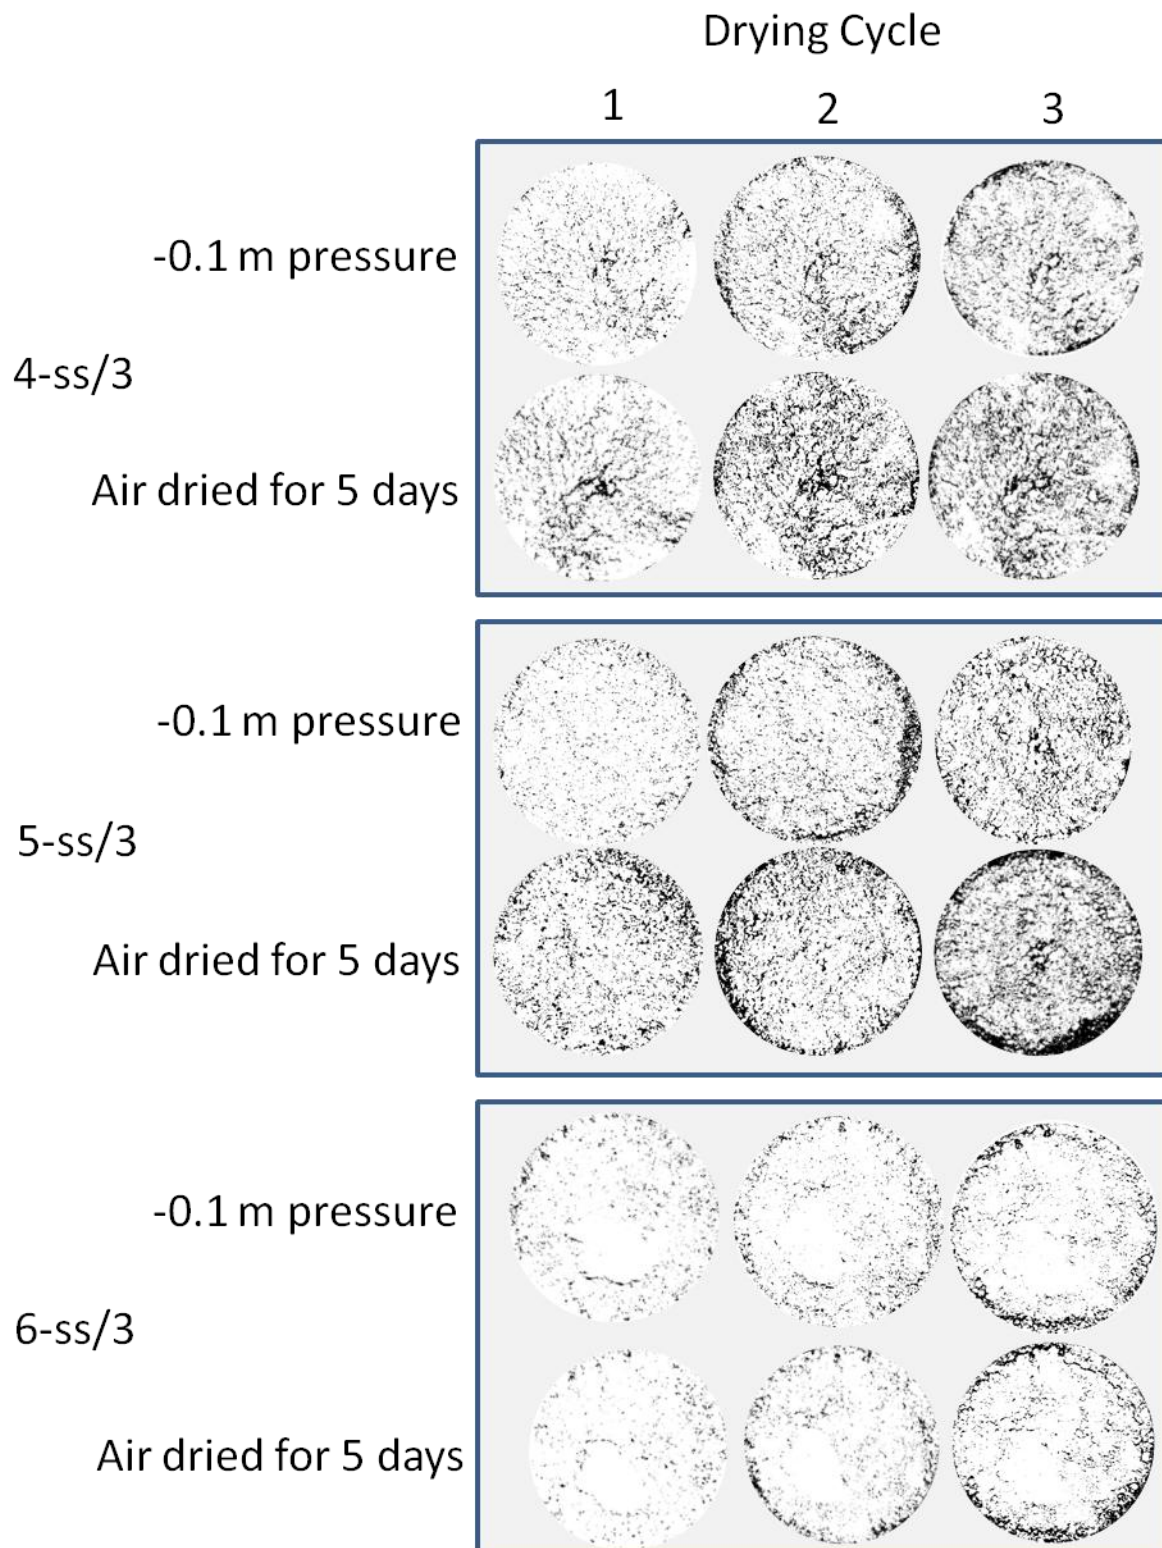 Drying Cycle
1 2 3
-0.1 m pressure
4-ss/3
Air dried for 5 days
-0.1 m pressure
5-ss/3
Air dried for 5 days
-0.1 m pressure
6-ss/3
Air dried for 5 days